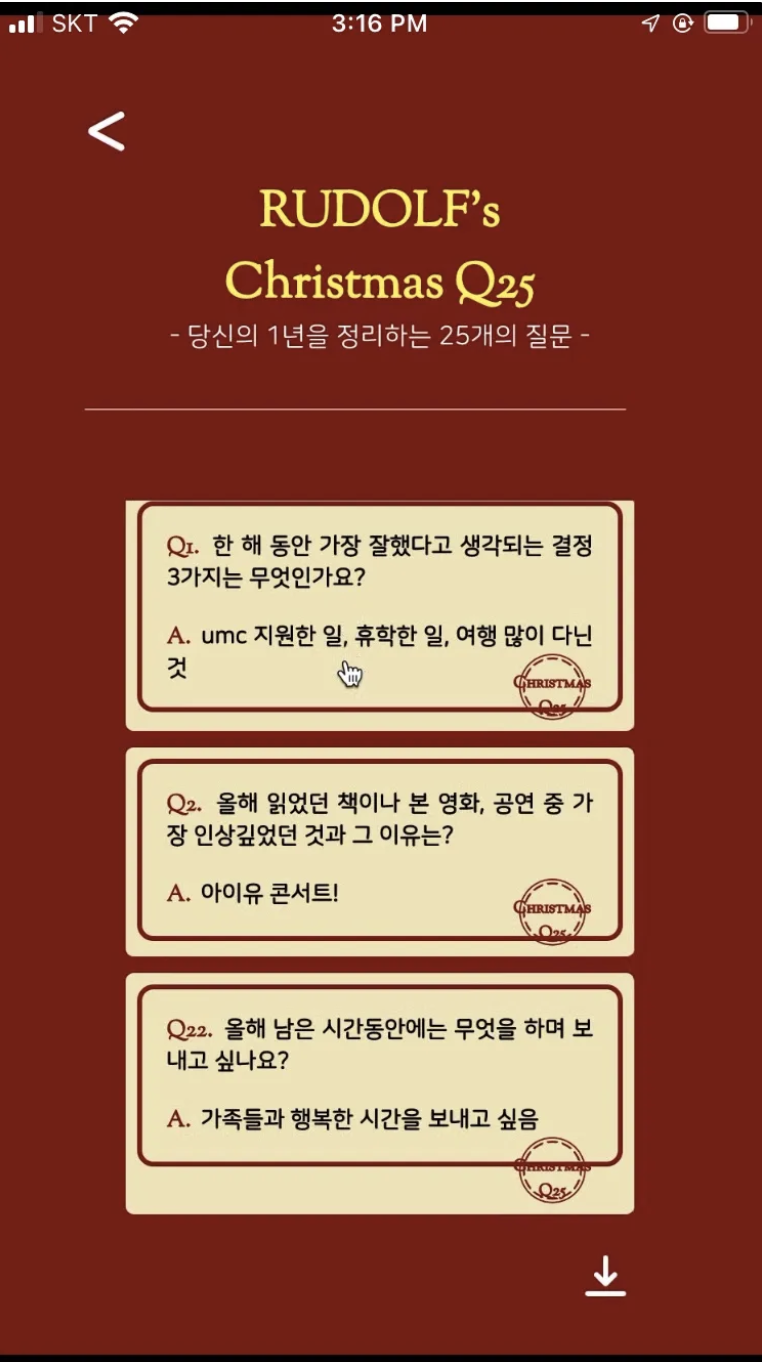 SKT
3:16 PM
<
RUDOLF's
Christmas Q25
- 당신의 1년을 정리하는 25개의 질문 -
Q1. 한 해 동안 가장 잘했다고 생각되는 결정
3가지는 무엇인가요?
A. umc 지원한 일, 휴학한 일, 여행 많이 다닌
것
CHRISTMAS
Q25
Q2. 올해 읽었던 책이나 본 영화, 공연 중 가
장 인상깊었던 것과 그 이유는?
A. 아이유 콘서트!
CHRISTMAS
Q25
Q22. 올해 남은 시간동안에는 무엇을 하며 보
내고 싶나요?
A. 가족들과 행복한 시간을 보내고 싶음
CHRISTMAS
Q25